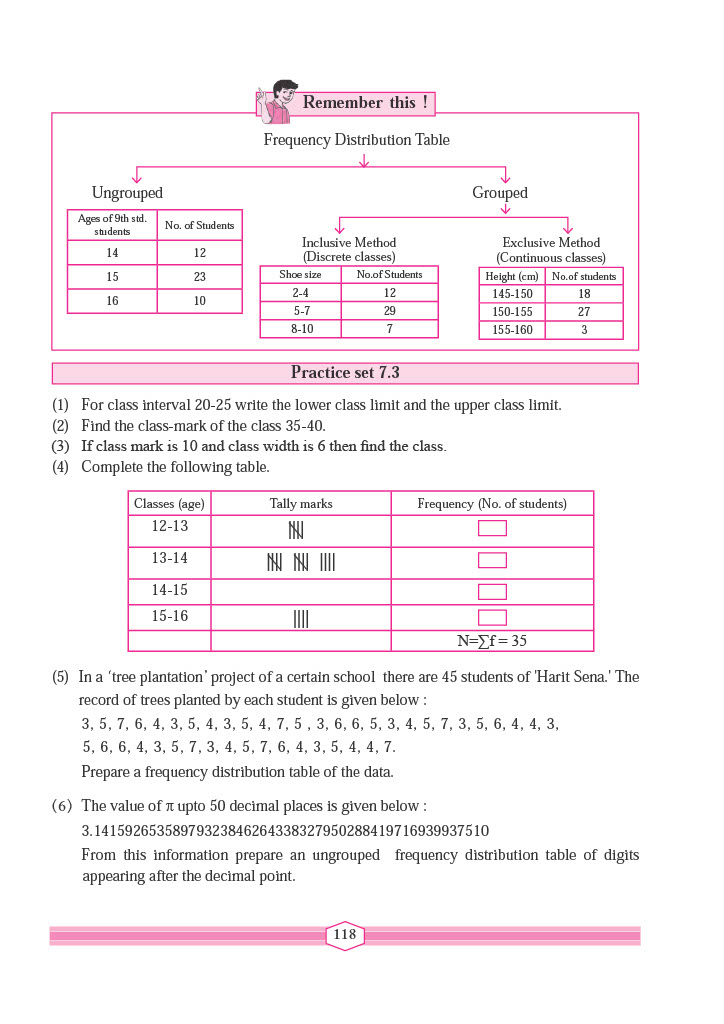 Remember this !
Frequency Distribution Table
Ungrouped
Grouped
Ages of 9th std. students No. of Students
14 12
15 23
16 10
Inclusive Method
(Discrete classes)
Shoe size No.of Students
2-4 12
5-7 29
8-10 7
Exclusive Method
(Continuous classes)
Height (cm) No.of students
145-150 18
150-155 27
155-160 3
Practice set 7.3
(1) For class interval 20-25 write the lower class limit and the upper class limit.
(2) Find the class-mark of the class 35-40.
(3) If class mark is 10 and class width is 6 then find the class.
(4) Complete the following table.
Classes (age) Tally marks Frequency (No. of students)
12-13
13-14
14-15
15-16
N=∑f = 35
(5) In a ‘tree plantation’ project of a certain school there are 45 students of 'Harit Sena.' The
record of trees planted by each student is given below :
3, 5, 7, 6, 4, 3, 5, 4, 3, 5, 4, 7, 5 , 3, 6, 6, 5, 3, 4, 5, 7, 3, 5, 6, 4, 4, 3,
5, 6, 6, 4, 3, 5, 7, 3, 4, 5, 7, 6, 4, 3, 5, 4, 4, 7.
Prepare a frequency distribution table of the data.
(6) The value of π upto 50 decimal places is given below :
3.14159265358979323846264338327950288419716939937510
From this information prepare an ungrouped frequency distribution table of digits
appearing after the decimal point.
118